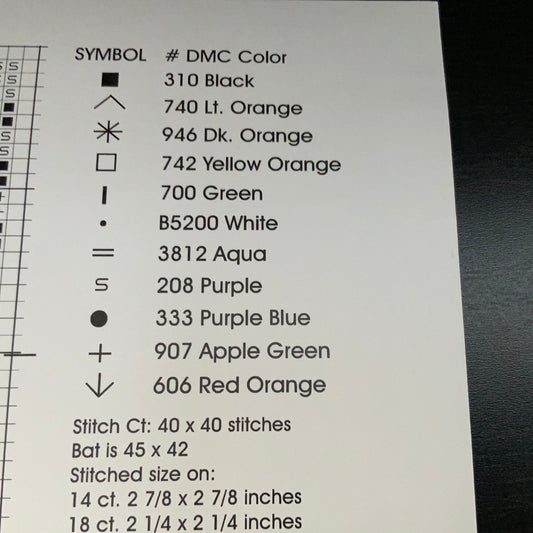 SYMBOL # DMC Color
■ 310 Black
︿ 740 Lt. Orange
✳ 946 Dk. Orange
□ 742 Yellow Orange
❙ 700 Green
• B5200 White
= 3812 Aqua
S 208 Purple
● 333 Purple Blue
+ 907 Apple Green
↓ 606 Red Orange
Stitch Ct: 40 x 40 stitches
Bat is 45 x 42
Stitched size on:
14 ct. 2 7/8 x 2 7/8 inches
18 ct. 2 1/4 x 2 1/4 inches